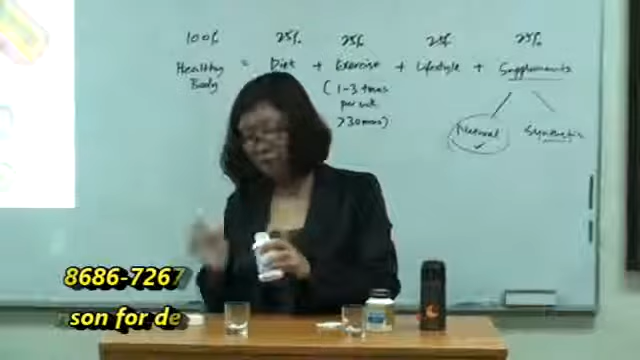 100% 25% 25% 25% 25%
Healthy Body = Diet + Exercise + Lifestyle + Supplements
( 1-3 times
per wk
>30mins)
Natural Synthetic
8686-7267
son for de